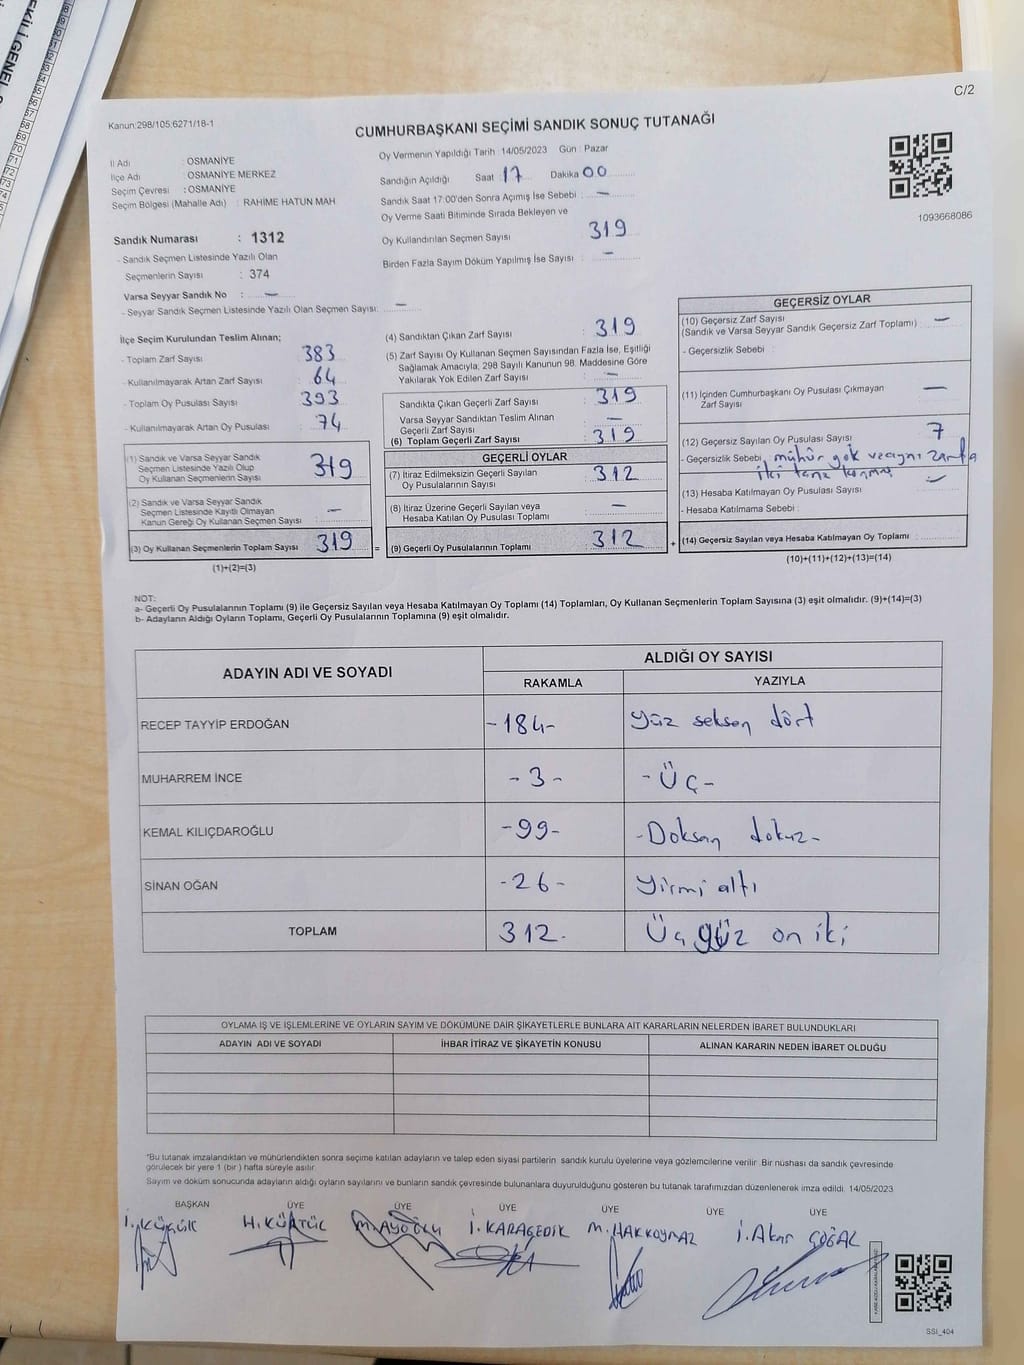 EKİLİ GENEL
C/2
Kanun:298/105;6271/18-1
CUMHURBAŞKANI SEÇİMİ SANDIK SONUÇ TUTANAĞI
İl Adı : OSMANİYE
İlçe Adı : OSMANİYE MERKEZ
Seçim Çevresi : OSMANİYE
Seçim Bölgesi (Mahalle Adı) : RAHİME HATUN MAH
Oy Vermenin Yapıldığı Tarih :14/05/2023 Gün : Pazar
Sandığın Açıldığı Saat : 17 Dakika 00
Sandık Saat 17:00'den Sonra Açılmış İse Sebebi : —
Oy Verme Saati Bitiminde Sırada Bekleyen ve
Oy Kullandırılan Seçmen Sayısı : 319
Birden Fazla Sayım Döküm Yapılmış İse Sayısı : —
1093668086
Sandık Numarası : 1312
- Sandık Seçmen Listesinde Yazılı Olan
Seçmenlerin Sayısı : 374
Varsa Seyyar Sandık No : —
- Seyyar Sandık Seçmen Listesinde Yazılı Olan Seçmen Sayısı: —
İlçe Seçim Kurulundan Teslim Alınan;
- Toplam Zarf Sayısı : 383
- Kullanılmayarak Artan Zarf Sayısı : 64
- Toplam Oy Pusulası Sayısı : 393
- Kullanılmayarak Artan Oy Pusulası : 74
(1) Sandık ve Varsa Seyyar Sandık
Seçmen Listesinde Yazılı Olup
Oy Kullanan Seçmenlerin Sayısı : 319
(2) Sandık ve Varsa Seyyar Sandık
Seçmen Listesinde Kayıtlı Olmayan
Kanun Gereği Oy Kullanan Seçmen Sayısı : —
(3) Oy Kullanan Seçmenlerin Toplam Sayısı : 319
(1)+(2)=(3)
(4) Sandıktan Çıkan Zarf Sayısı : 319
(5) Zarf Sayısı Oy Kullanan Seçmen Sayısından Fazla İse, Eşitliği
Sağlamak Amacıyla, 298 Sayılı Kanunun 98. Maddesine Göre
Yakılarak Yok Edilen Zarf Sayısı : —
Sandıkta Çıkan Geçerli Zarf Sayısı : 319
Varsa Seyyar Sandıktan Teslim Alınan
Geçerli Zarf Sayısı : —
(6) Toplam Geçerli Zarf Sayısı : 319
=
GEÇERLİ OYLAR
(7) İtiraz Edilmeksizin Geçerli Sayılan
Oy Pusulalarının Sayısı : 312
(8) İtiraz Üzerine Geçerli Sayılan veya
Hesaba Katılan Oy Pusulası Toplamı : —
(9) Geçerli Oy Pusulalarının Toplamı : 312
+
GEÇERSİZ OYLAR
(10) Geçersiz Zarf Sayısı
(Sandık ve Varsa Seyyar Sandık Geçersiz Zarf Toplamı) : —
- Geçersizlik Sebebi :
(11) İçinden Cumhurbaşkanı Oy Pusulası Çıkmayan
Zarf Sayısı : —
(12) Geçersiz Sayılan Oy Pusulası Sayısı : 7
- Geçersizlik Sebebi : mühür yok ve aynı zarfa
iki tane
(13) Hesaba Katılmayan Oy Pusulası Sayısı : —
- Hesaba Katılmama Sebebi :
(14) Geçersiz Sayılan veya Hesaba Katılmayan Oy Toplamı :
(10)+(11)+(12)+(13)=(14)
NOT:
a- Geçerli Oy Pusulalarının Toplamı (9) ile Geçersiz Sayılan veya Hesaba Katılmayan Oy Toplamı (14) Toplamları, Oy Kullanan Seçmenlerin Toplam Sayısına (3) eşit olmalıdır. (9)+(14)=(3)
b- Adayların Aldığı Oyların Toplamı, Geçerli Oy Pusulalarının Toplamına (9) eşit olmalıdır.
ADAYIN ADI VE SOYADI ALDIĞI OY SAYISI
RAKAMLA YAZIYLA
RECEP TAYYİP ERDOĞAN -184- yüz seksen dört
MUHARREM İNCE -3- -Üç-
KEMAL KILIÇDAROĞLU -99- -Doksan dokuz-
SİNAN OĞAN -26- yirmi altı
TOPLAM 312- Üç yüz on iki
OYLAMA İŞ VE İŞLEMLERİNE VE OYLARIN SAYIM VE DÖKÜMÜNE DAİR ŞİKAYETLERLE BUNLARA AİT KARARLARIN NELERDEN İBARET BULUNDUKLARI
ADAYIN ADI VE SOYADI İHBAR İTİRAZ VE ŞİKAYETİN KONUSU ALINAN KARARIN NEDEN İBARET OLDUĞU
"Bu tutanak imzalandıktan ve mühürlendikten sonra seçime katılan adayların ve talep eden siyasi partilerin sandık kurulu üyelerine veya gözlemcilerine verilir. Bir nüshası da sandık çevresinde
görülecek bir yere 1 (bir ) hafta süreyle asılır.
Sayım ve döküm sonucunda adayların aldığı oyların sayılarını ve bunların sandık çevresinde bulunanlara duyurulduğunu gösteren bu tutanak tarafımızdan düzenlenerek imza edildi. 14/05/2023
BAŞKAN ÜYE ÜYE ÜYE ÜYE ÜYE ÜYE
İ. KÜÇÜK H. KÜRTÜL İ. KARAGEDİK M. HAKKOYMAZ İ. Akar ÇOĞAL
SSI_404